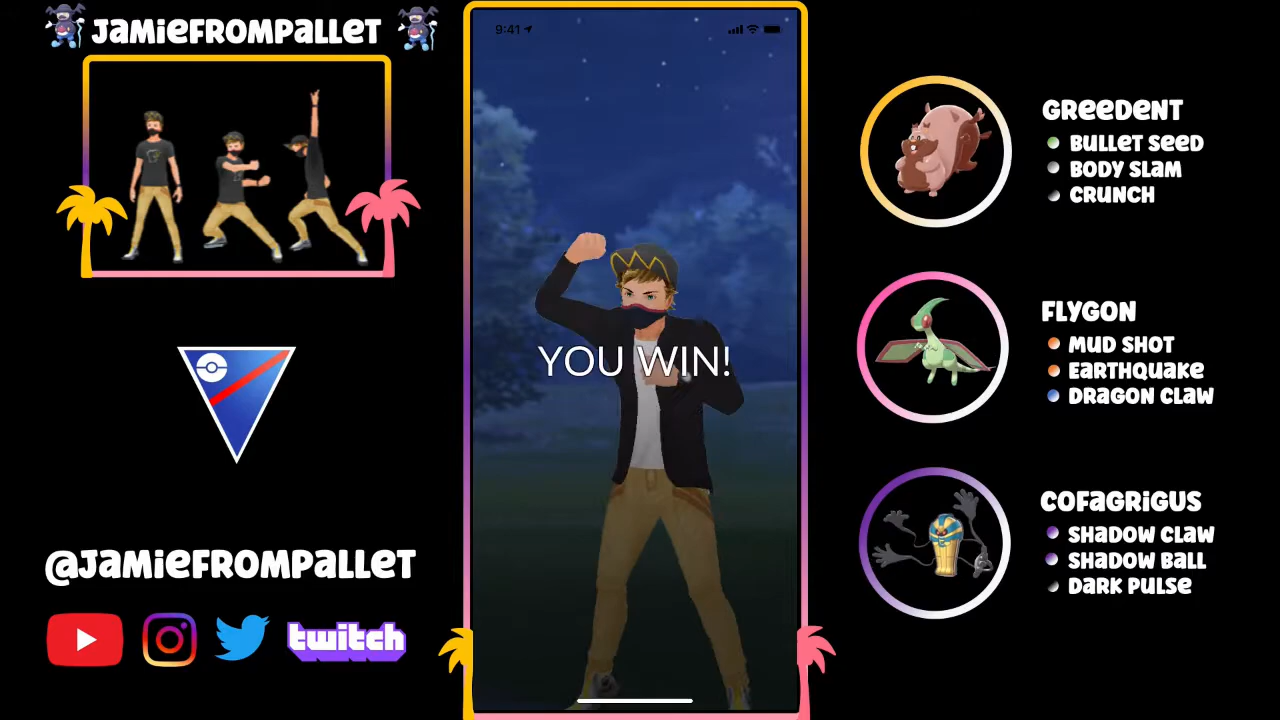 JamieFromPallet
9:41
YOU WIN!
@JamieFromPallet
twitch
Greedent
Bullet Seed
Body Slam
Crunch
Flygon
Mud Shot
Earthquake
Dragon Claw
Cofagrigus
Shadow Claw
Shadow Ball
Dark Pulse